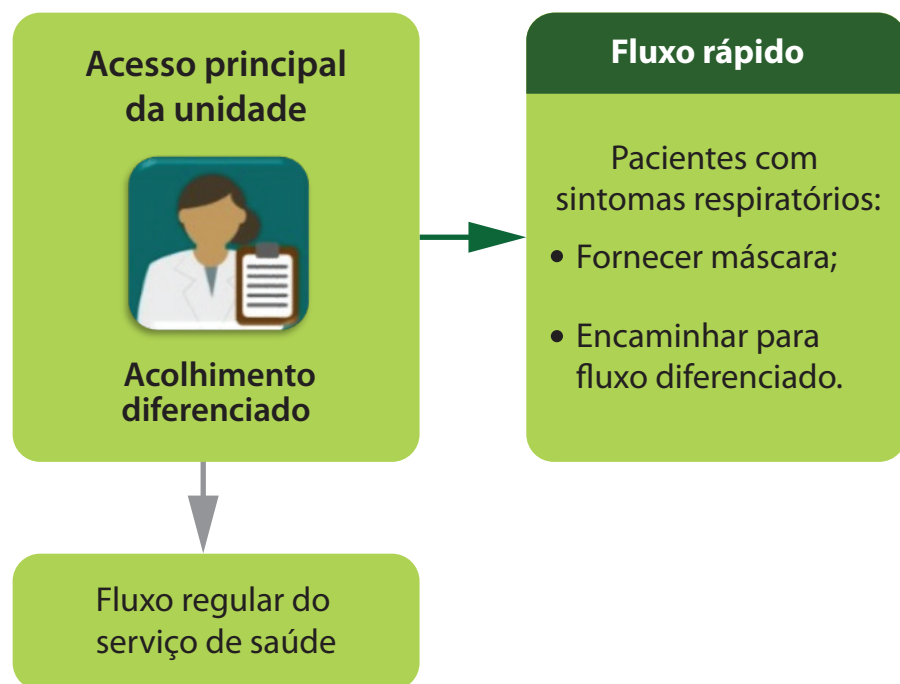 Acesso principal
da unidade
Acolhimento
diferenciado
Fluxo rápido
Pacientes com
sintomas respiratórios:
• Fornecer máscara;
• Encaminhar para
fluxo diferenciado.
Fluxo regular do
serviço de saúde